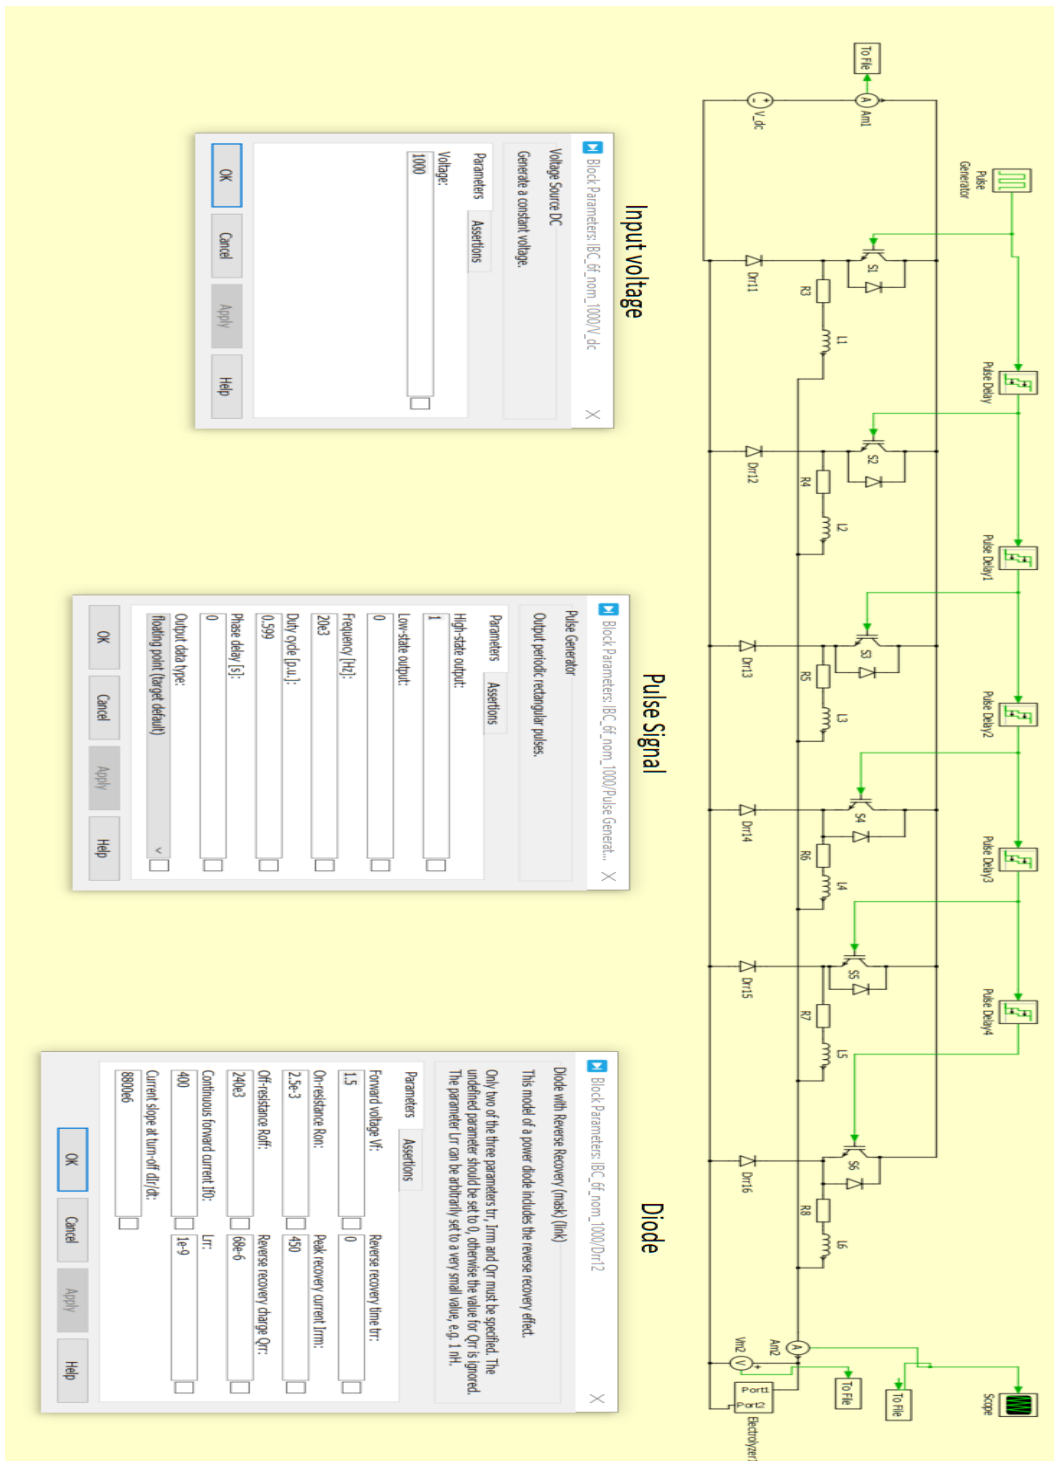 To File
Am1
A
V_dc
Pulse
Generator
Pulse Delay
Pulse Delay1
Pulse Delay2
Pulse Delay3
Pulse Delay4
S1
S2
S3
S4
S5
S6
R3
L1
R4
L2
R5
L3
R6
L4
R7
L5
R8
L6
Drr11
Drr12
Drr13
Drr14
Drr15
Drr16
Am2
A
Vm2
V
Port1
Port2
Electrolyzer
To File
To File
Scope
Input voltage
Block Parameters: IBC_6f_nom_1000/V_dc
Voltage Source DC
Generate a constant voltage.
Parameters Assertions
Voltage:
1000
OK Cancel Apply Help
Pulse Signal
Block Parameters: IBC_6f_nom_1000/Pulse Generat...
Pulse Generator
Output periodic rectangular pulses.
Parameters Assertions
High-state output:
1
Low-state output:
0
Frequency [Hz]:
20e3
Duty cycle [p.u.]:
0.599
Phase delay [s]:
0
Output data type:
floating point (target default)
OK Cancel Apply Help
Diode
Block Parameters: IBC_6f_nom_1000/Drr12
Diode with Reverse Recovery (mask) (link)
This model of a power diode includes the reverse recovery effect.
Only two of the three parameters trr, Irrm and Qrr must be specified. The
undefined parameter should be set to 0, otherwise the value for Qrr is ignored.
The parameter Lrr can be arbitrarily set to a very small value, e.g. 1 nH.
Parameters Assertions
Forward voltage Vf: Reverse recovery time trr:
1.5 0
On-resistance Ron: Peak recovery current Irrm:
2.5e-3 450
Off-resistance Roff: Reverse recovery charge Qrr:
240e3 68e-6
Continuous forward current If0: Lrr:
400 1e-9
Current slope at turn-off dIr/dt:
8800e6
OK Cancel Apply Help